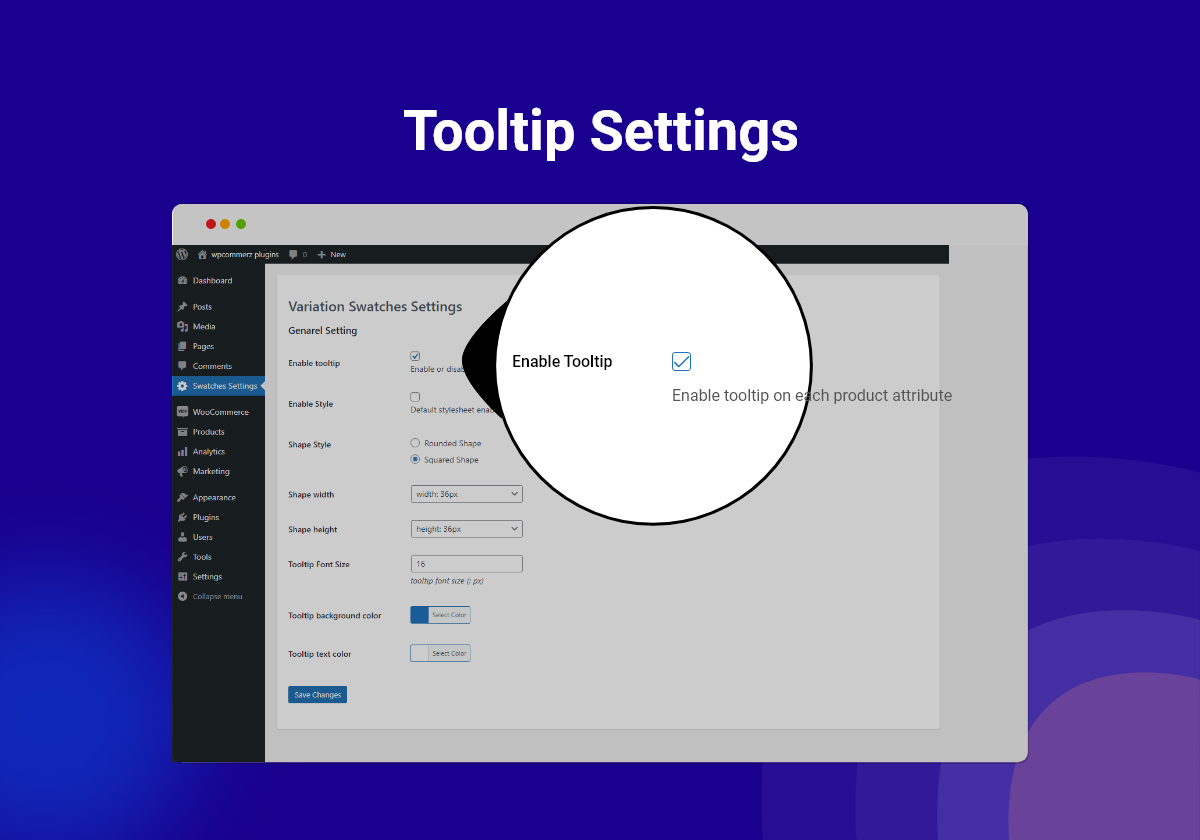 Tooltip Settings
wpcommerz plugins
0
New
Dashboard
Posts
Media
Pages
Comments
Swatches Settings
WooCommerce
Products
Analytics
Marketing
Appearance
Plugins
Users
Tools
Settings
Collapse menu
Variation Swatches Settings
Genarel Setting
Enable tooltip
Enable or
Enable Tooltip
Enable tooltip on each product attribute
Enable Style
Default stylesheet
Shape Style
Rounded Shape
Squared Shape
Shape width
width: 36px
Shape height
height: 36px
Tooltip Font Size
16
tooltip font size (: px)
Tooltip background color
Select Color
Tooltip text color
Select Color
Save Changes